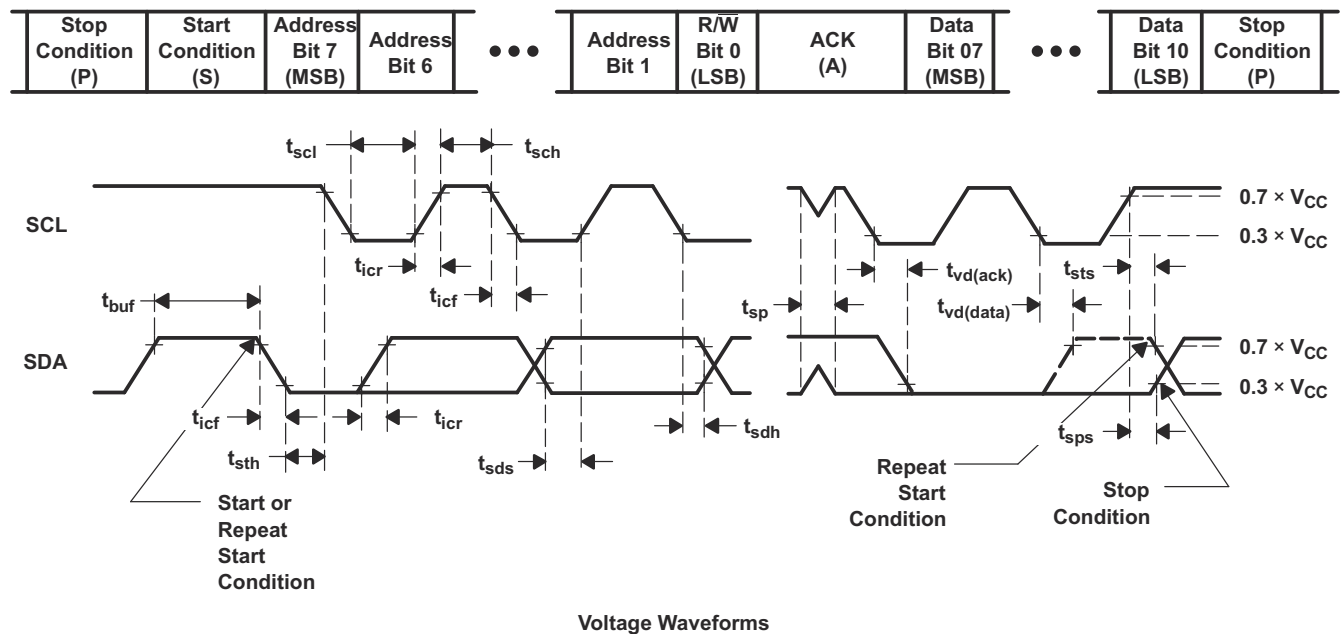 Stop
Condition
(P)
Start
Condition
(S)
Address
Bit 7
(MSB)
Address
Bit 6
• • •
Address
Bit 1
R/W̅
Bit 0
(LSB)
ACK
(A)
Data
Bit 07
(MSB)
• • •
Data
Bit 10
(LSB)
Stop
Condition
(P)
tscl
tsch
SCL
0.7 × VCC
0.3 × VCC
ticr
ticf
tvd(ack)
tsts
tbuf
tsp
tvd(data)
SDA
0.7 × VCC
0.3 × VCC
ticf
ticr
tsdh
tsps
tsth
tsds
Start or
Repeat
Start
Condition
Repeat
Start
Condition
Stop
Condition
Voltage Waveforms